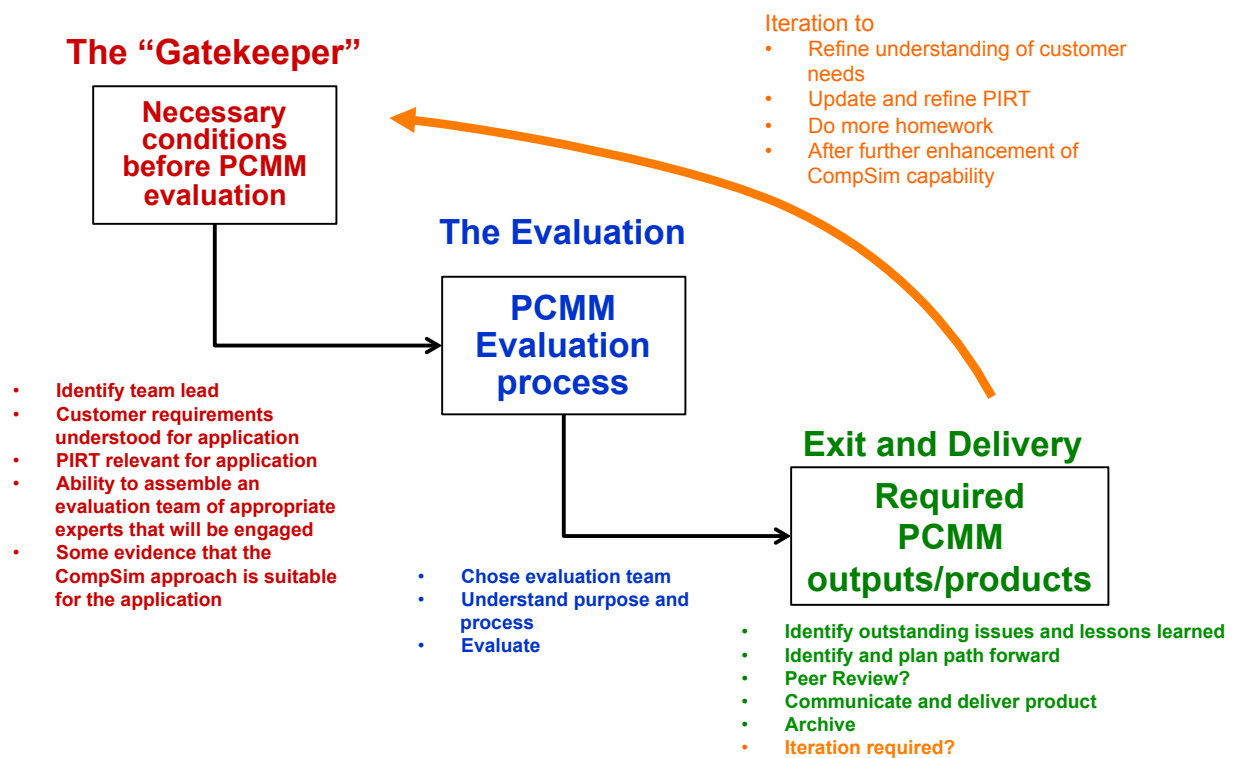 The “Gatekeeper”
Necessary
conditions
before PCMM
evaluation
• Identify team lead
• Customer requirements
understood for application
• PIRT relevant for application
• Ability to assemble an
evaluation team of appropriate
experts that will be engaged
• Some evidence that the
CompSim approach is suitable
for the application
The Evaluation
PCMM
Evaluation
process
• Chose evaluation team
• Understand purpose and
process
• Evaluate
Exit and Delivery
Required
PCMM
outputs/products
• Identify outstanding issues and lessons learned
• Identify and plan path forward
• Peer Review?
• Communicate and deliver product
• Archive
• Iteration required?
Iteration to
• Refine understanding of customer
needs
• Update and refine PIRT
• Do more homework
• After further enhancement of
CompSim capability